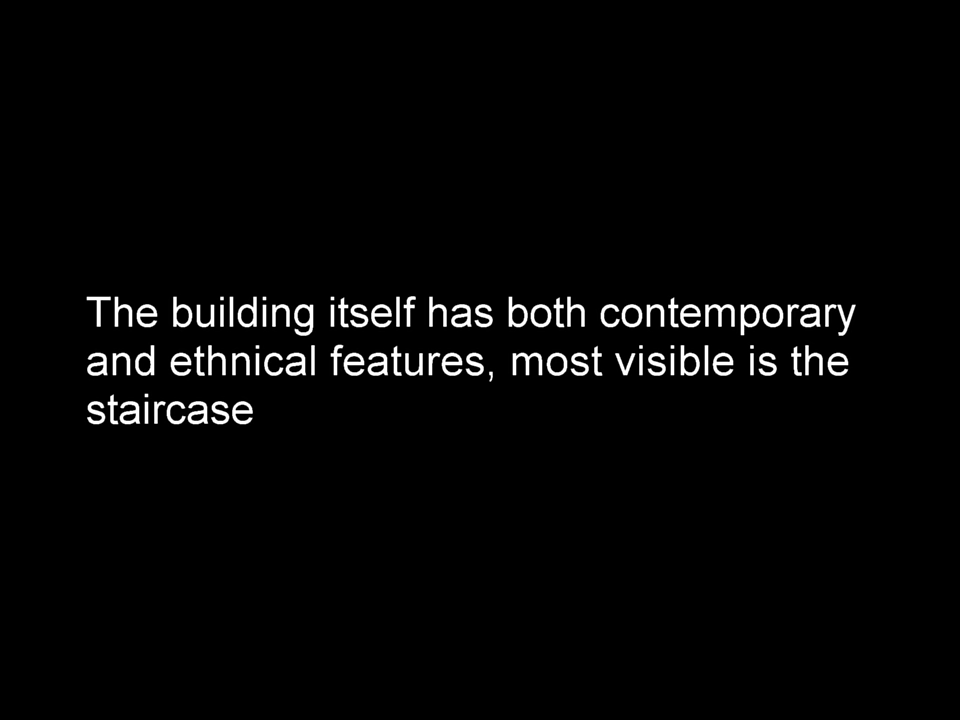 The building itself has both contemporary
and ethnical features, most visible is the
staircase